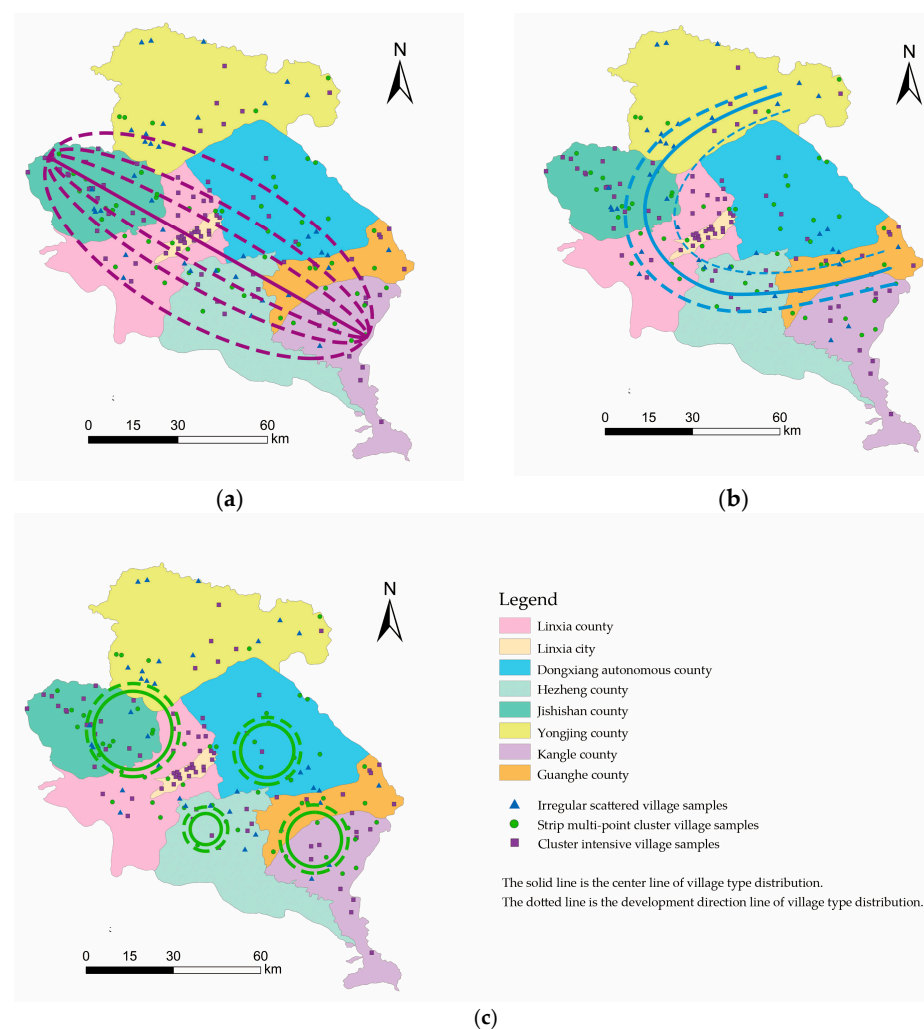 N
0 15 30 60
km
(a)
N
0 15 30 60
km
(b)
N
0 15 30 60
km
Legend
Linxia county
Linxia city
Dongxiang autonomous county
Hezheng county
Jishishan county
Yongjing county
Kangle county
Guanghe county
Irregular scattered village samples
Strip multi-point cluster village samples
Cluster intensive village samples
The solid line is the center line of village type distribution.
The dotted line is the development direction line of village type distribution.
(c)